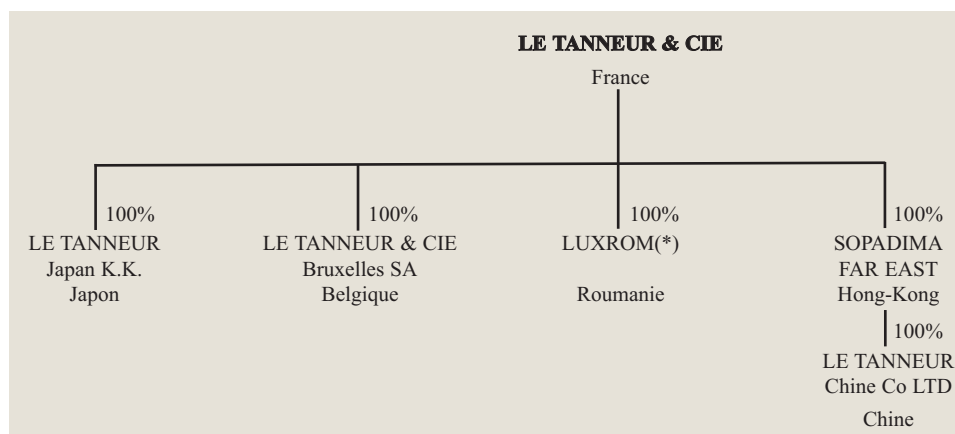 LE TANNEUR & CIE
France
100%
LE TANNEUR
Japan K.K.
Japon
100%
LE TANNEUR & CIE
Bruxelles SA
Belgique
100%
LUXROM(*)
Roumanie
100%
SOPADIMA
FAR EAST
Hong-Kong
100%
LE TANNEUR
Chine Co LTD
Chine